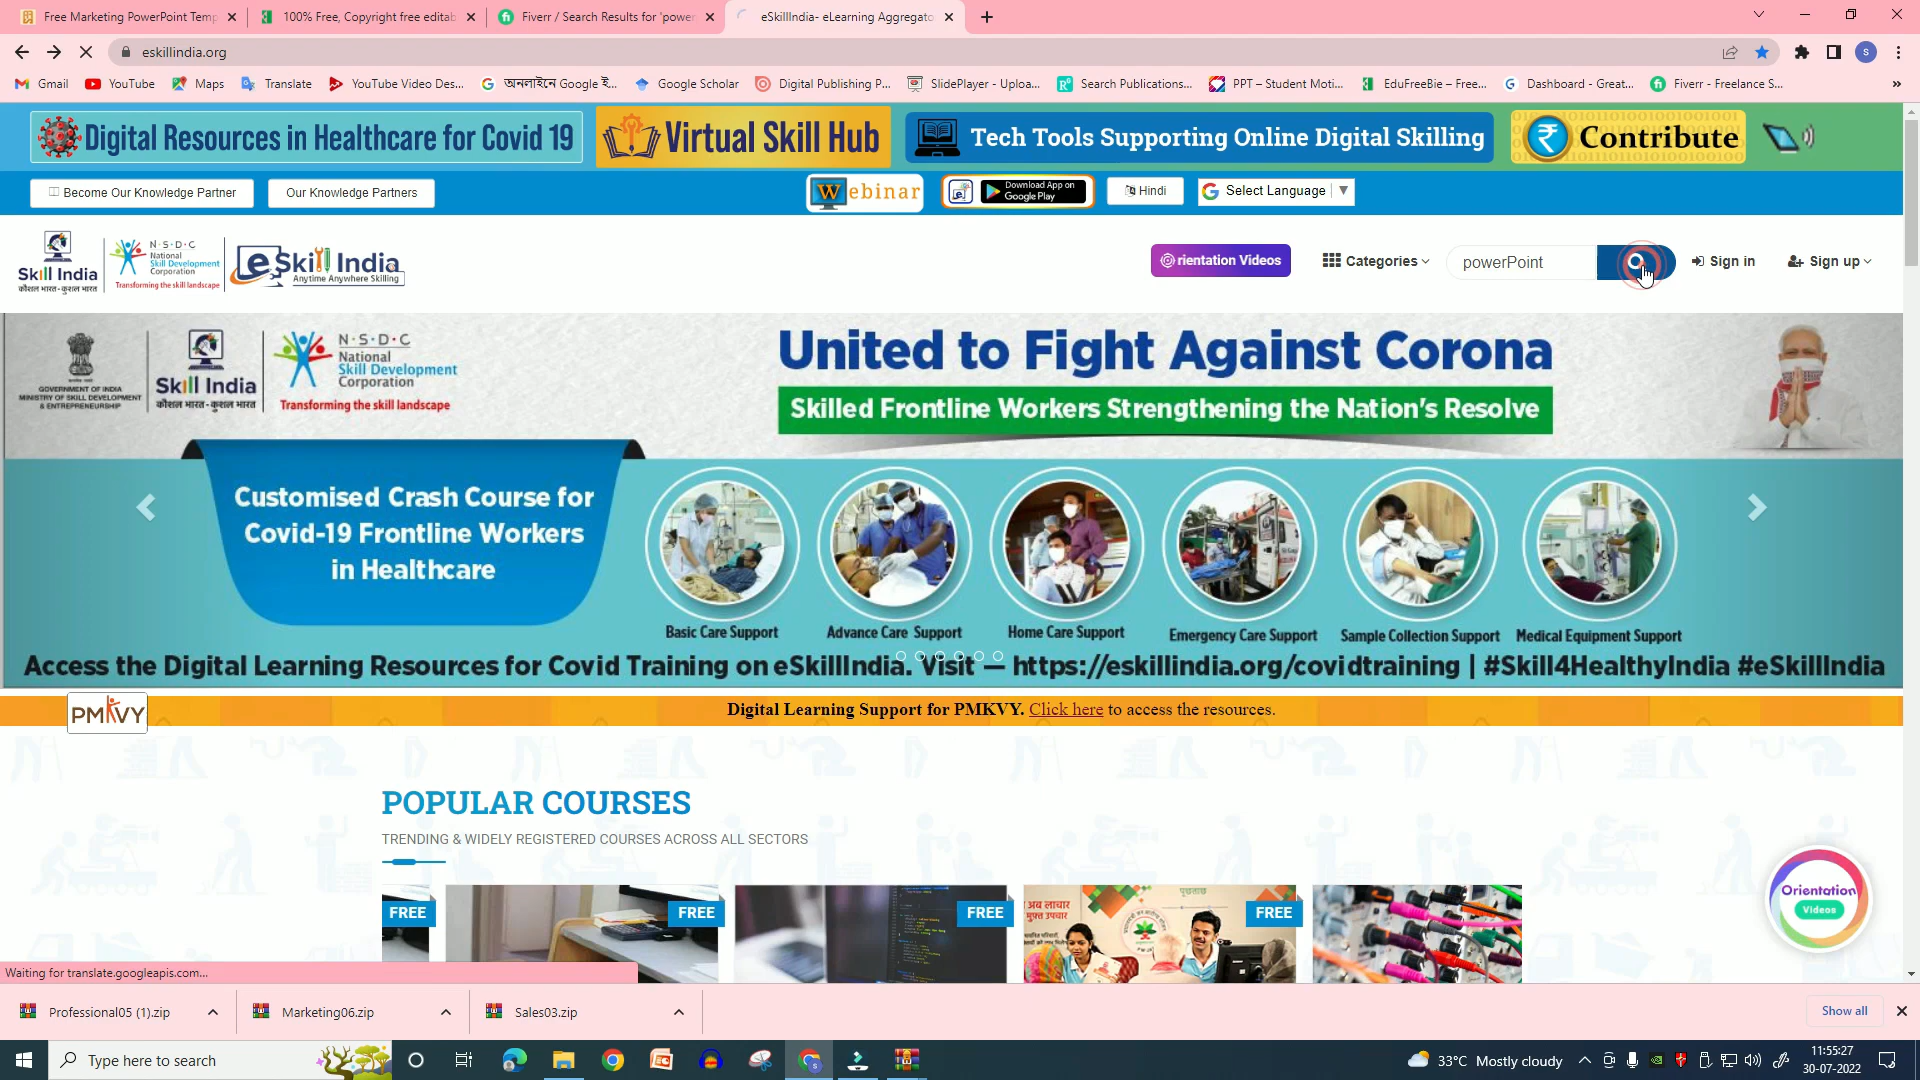 Free Marketing PowerPoint Temp
100% Free, Copyright free editab
Fiverr / Search Results for 'power
eSkillIndia- eLearning Aggregato
eskillindia.org
S
Gmail
YouTube
Maps
Translate
YouTube Video Des...
অনলাইনে Google ই...
Google Scholar
Digital Publishing P...
SlidePlayer - Uploa...
Search Publications...
PPT – Student Moti...
EduFreeBie – Free...
Dashboard - Great...
Fiverr - Freelance S...
»
Digital Resources in Healthcare for Covid 19
Virtual Skill Hub
Tech Tools Supporting Online Digital Skilling
Contribute
Become Our Knowledge Partner
Our Knowledge Partners
Webinar
Download App on
Google Play
Hindi
Select Language
Skill India
कौशल भारत - कुशल भारत
N·S·D·C
National
Skill Development
Corporation
Transforming the skill landscape
eSkill India
Anytime Anywhere Skilling
Orientation Videos
Categories
powerPoint
Sign in
Sign up
GOVERNMENT OF INDIA
MINISTRY OF SKILL DEVELOPMENT
& ENTREPRENEURSHIP
Skill India
कौशल भारत - कुशल भारत
N·S·D·C
National
Skill Development
Corporation
Transforming the skill landscape
United to Fight Against Corona
Skilled Frontline Workers Strengthening the Nation's Resolve
Customised Crash Course for
Covid-19 Frontline Workers
in Healthcare
Basic Care Support
Advance Care Support
Home Care Support
Emergency Care Support
Sample Collection Support
Medical Equipment Support
Access the Digital Learning Resources for Covid Training on eSkillIndia. Visit — https://eskillindia.org/covidtraining | #Skill4HealthyIndia #eSkillIndia
PMKVY
Digital Learning Support for PMKVY. Click here to access the resources.
POPULAR COURSES
TRENDING & WIDELY REGISTERED COURSES ACROSS ALL SECTORS
FREE
FREE
FREE
FREE
Orientation
Videos
Waiting for translate.googleapis.com...
Professional05 (1).zip
Marketing06.zip
Sales03.zip
Show all
Type here to search
33°C Mostly cloudy
11:55:27
30-07-2022